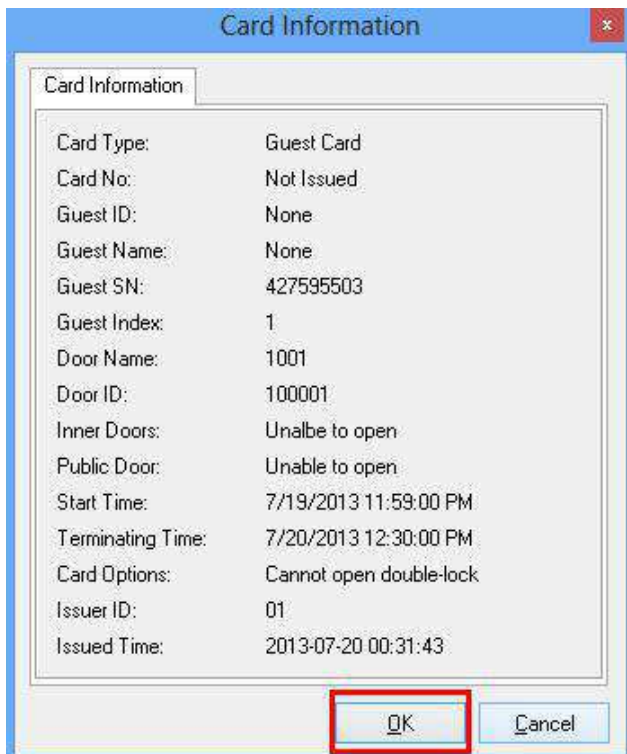 Card Information
x
Card Information
Card Type: Guest Card
Card No: Not Issued
Guest ID: None
Guest Name: None
Guest SN: 427595503
Guest Index: 1
Door Name: 1001
Door ID: 100001
Inner Doors: Unalbe to open
Public Door: Unable to open
Start Time: 7/19/2013 11:59:00 PM
Terminating Time: 7/20/2013 12:30:00 PM
Card Options: Cannot open double-lock
Issuer ID: 01
Issued Time: 2013-07-20 00:31:43
OK Cancel